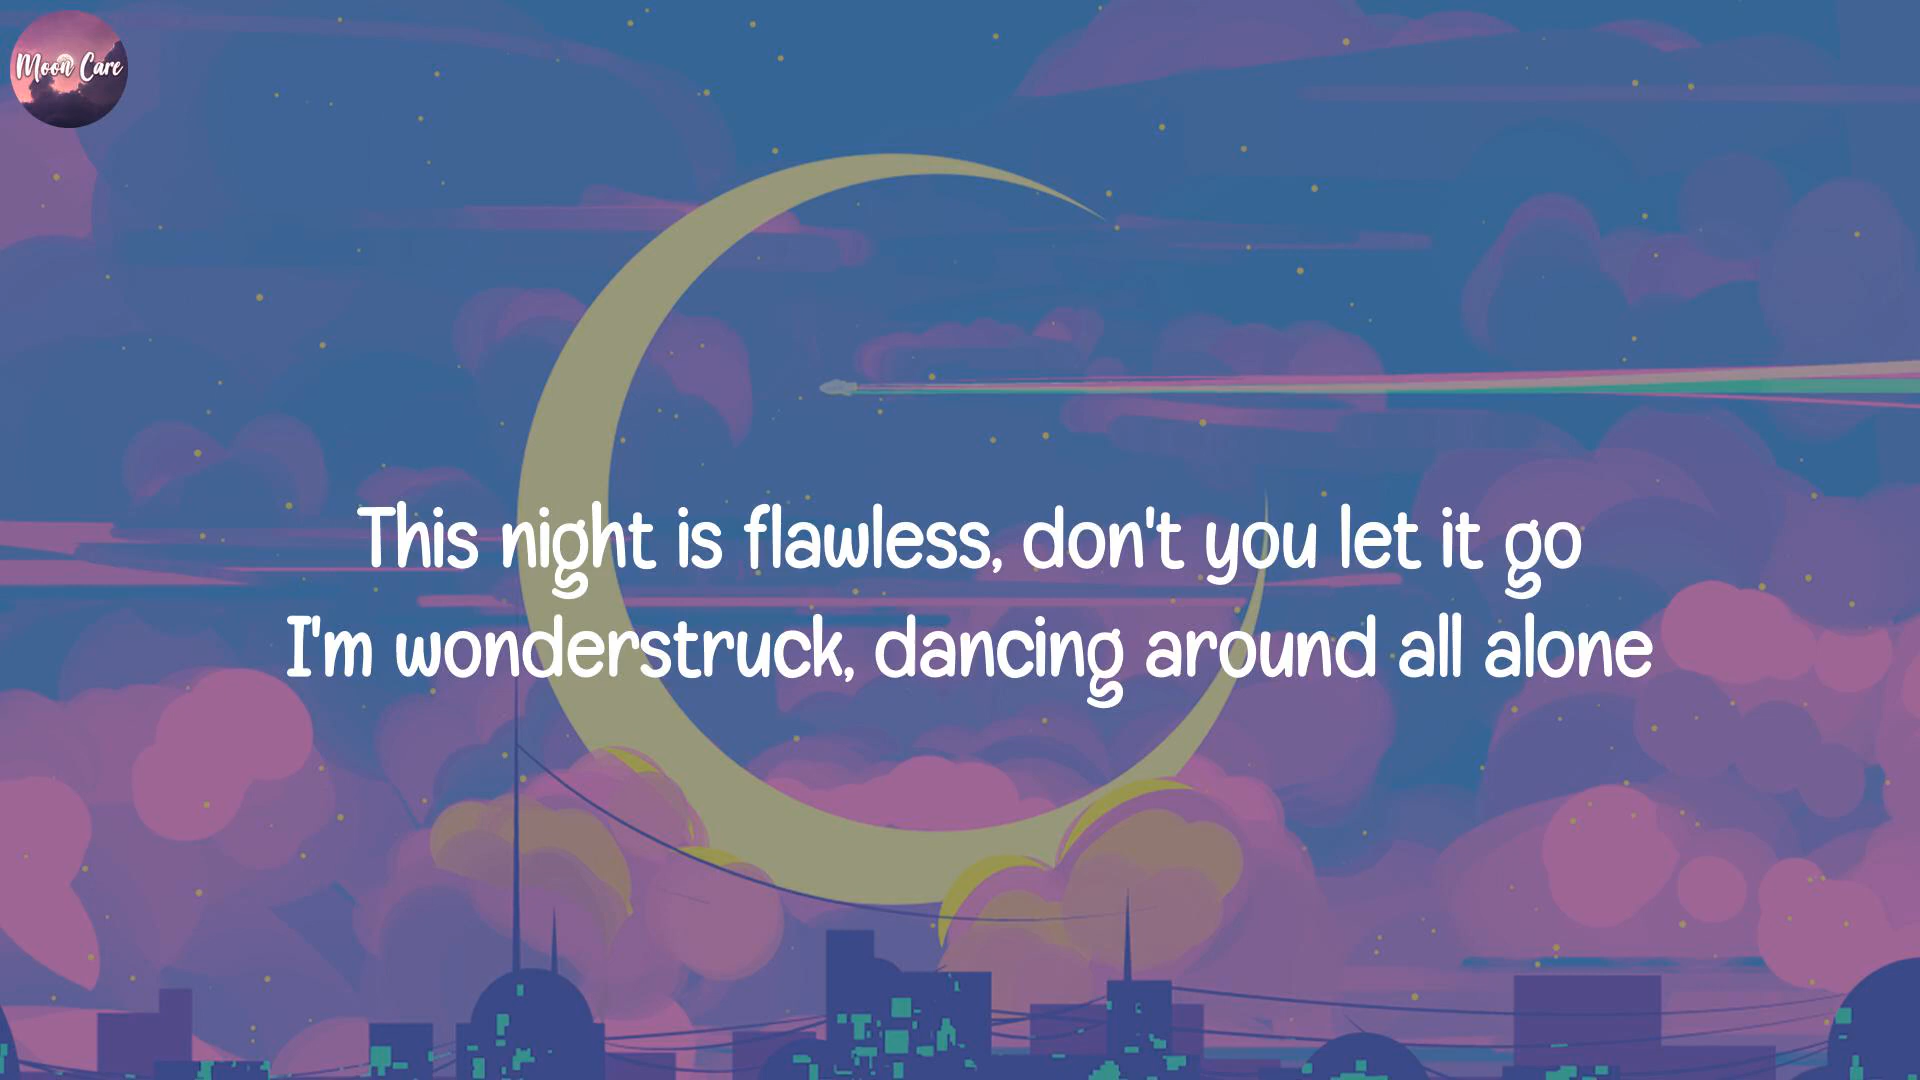 Moon Care
This night is flawless, don't you let it go
I'm wonderstruck, dancing around all alone